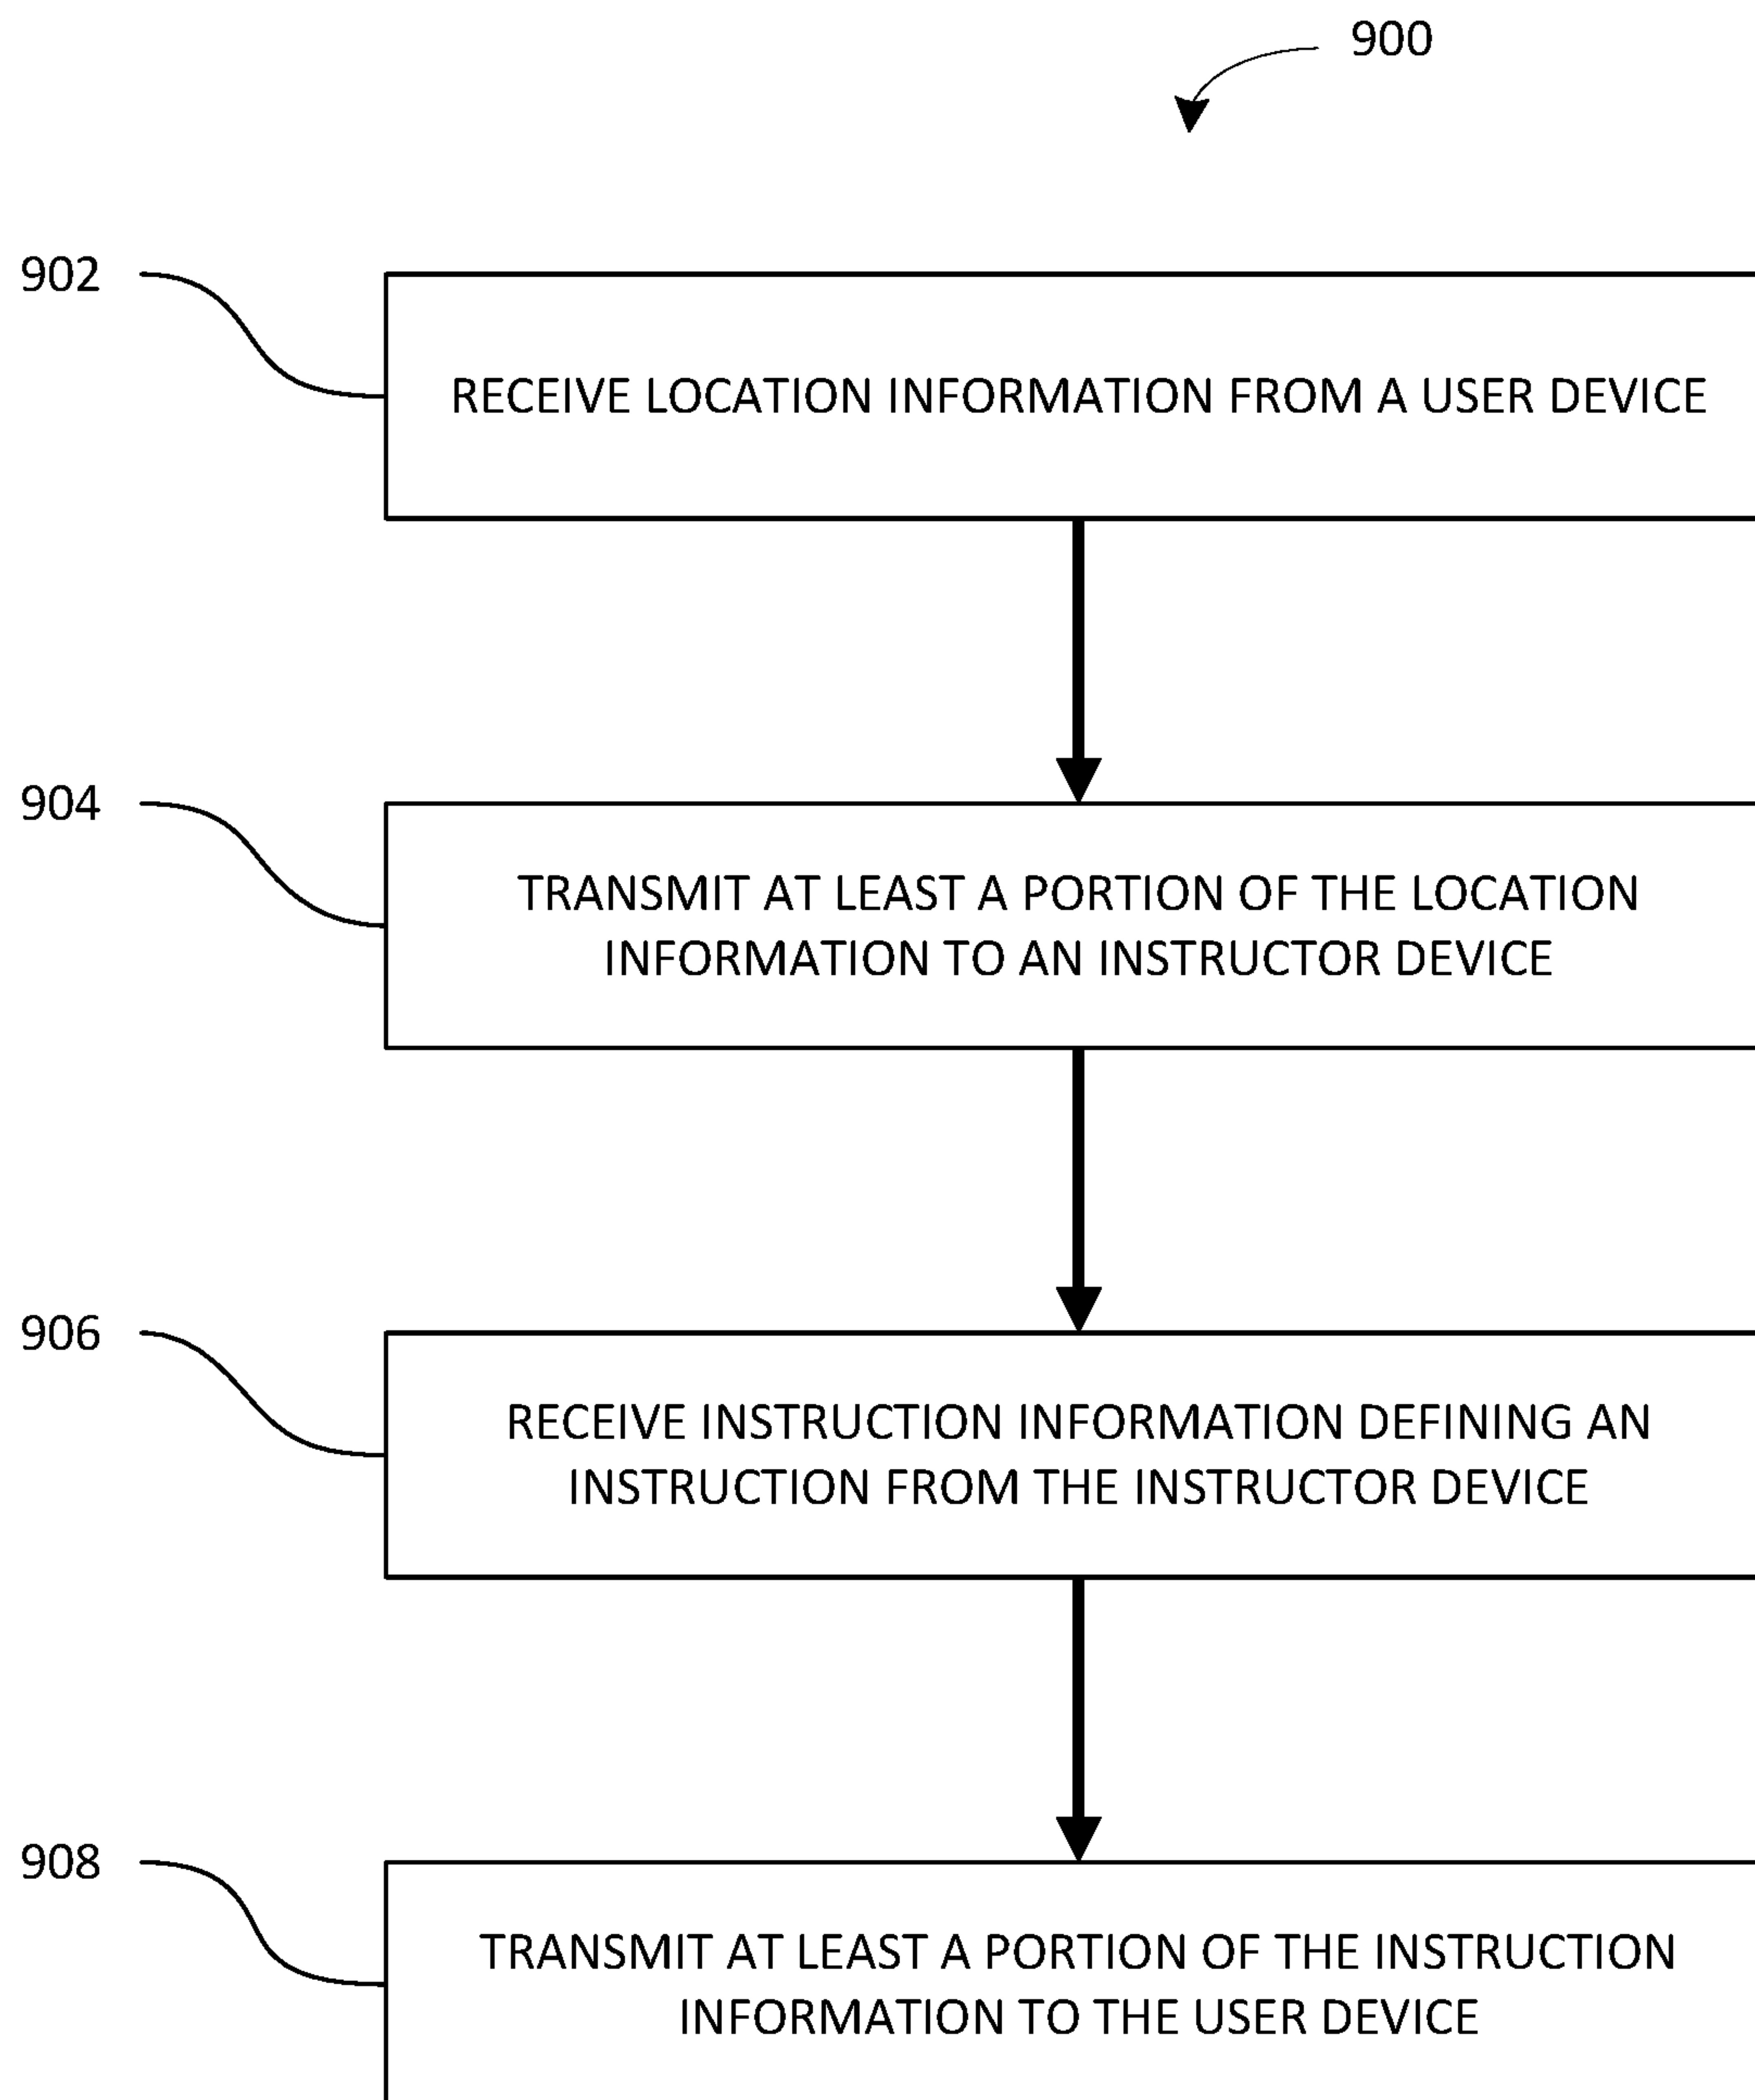 900
902
RECEIVE LOCATION INFORMATION FROM A USER DEVICE
904
TRANSMIT AT LEAST A PORTION OF THE LOCATION
INFORMATION TO AN INSTRUCTOR DEVICE
906
RECEIVE INSTRUCTION INFORMATION DEFINING AN
INSTRUCTION FROM THE INSTRUCTOR DEVICE
908
TRANSMIT AT LEAST A PORTION OF THE INSTRUCTION
INFORMATION TO THE USER DEVICE